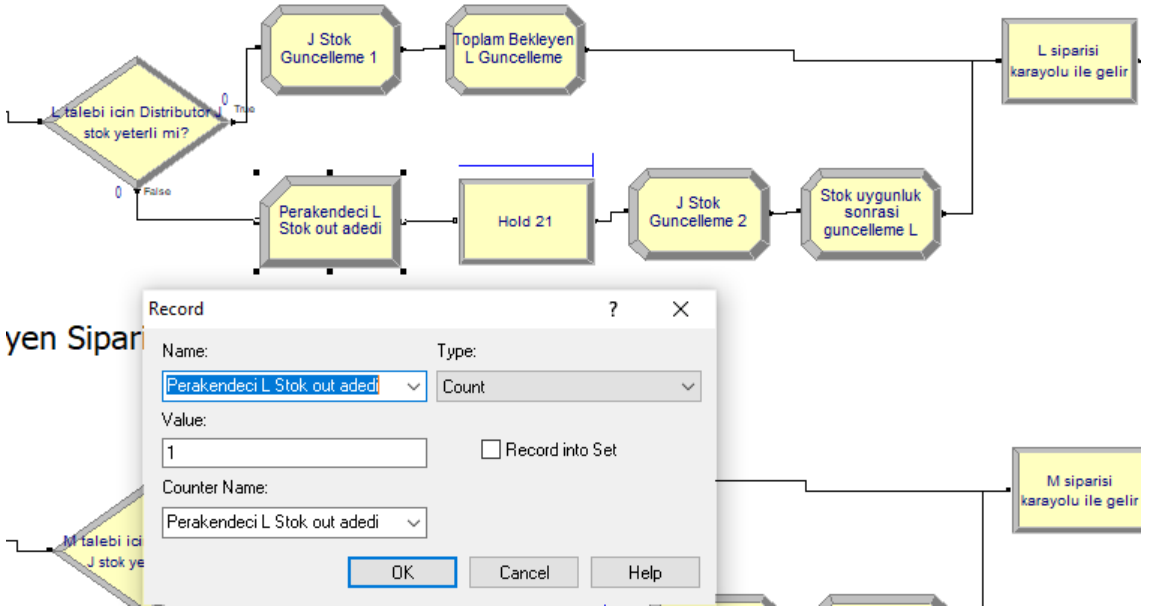 J Stok
Guncelleme 1
Toplam Bekleyen
L Guncelleme
L siparisi
karayolu ile gelir
0
True
L talebi icin Distributor J
stok yeterli mi?
0
False
Perakendeci L
Stok out adedi
Hold 21
J Stok
Guncelleme 2
Stok uygunluk
sonrasi
guncelleme L
yen Sipari
Record
?
Name:
Type:
Perakendeci L Stok out adedi
Count
Value:
1
Record into Set
Counter Name:
Perakendeci L Stok out adedi
OK
Cancel
Help
M talebi ici
J stok ye
M siparisi
karayolu ile gelir